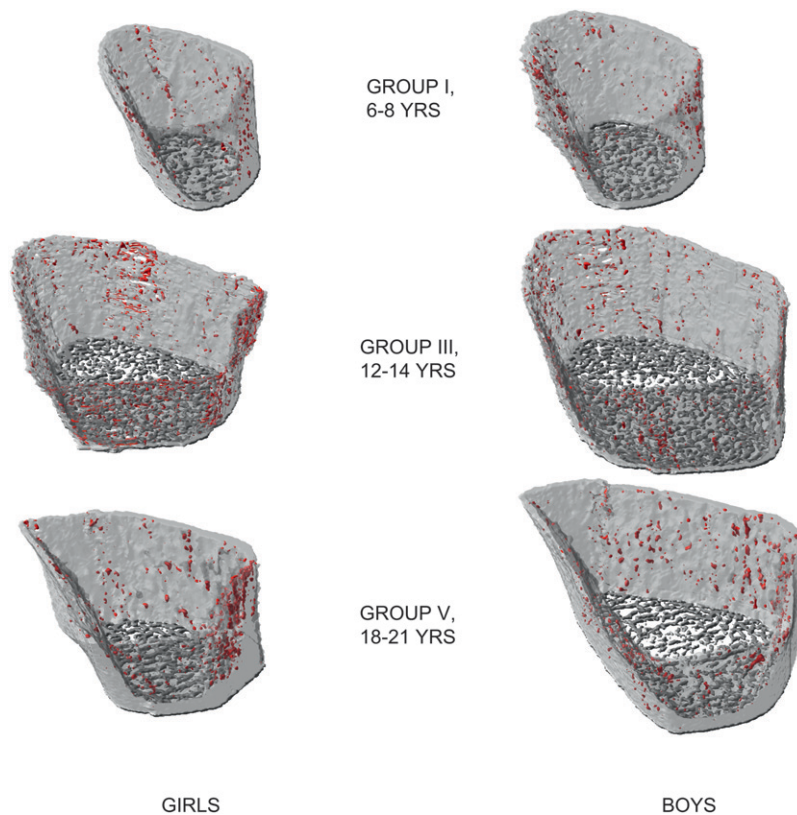 GROUP I,
6-8 YRS
GROUP III,
12-14 YRS
GROUP V,
18-21 YRS
GIRLS
BOYS